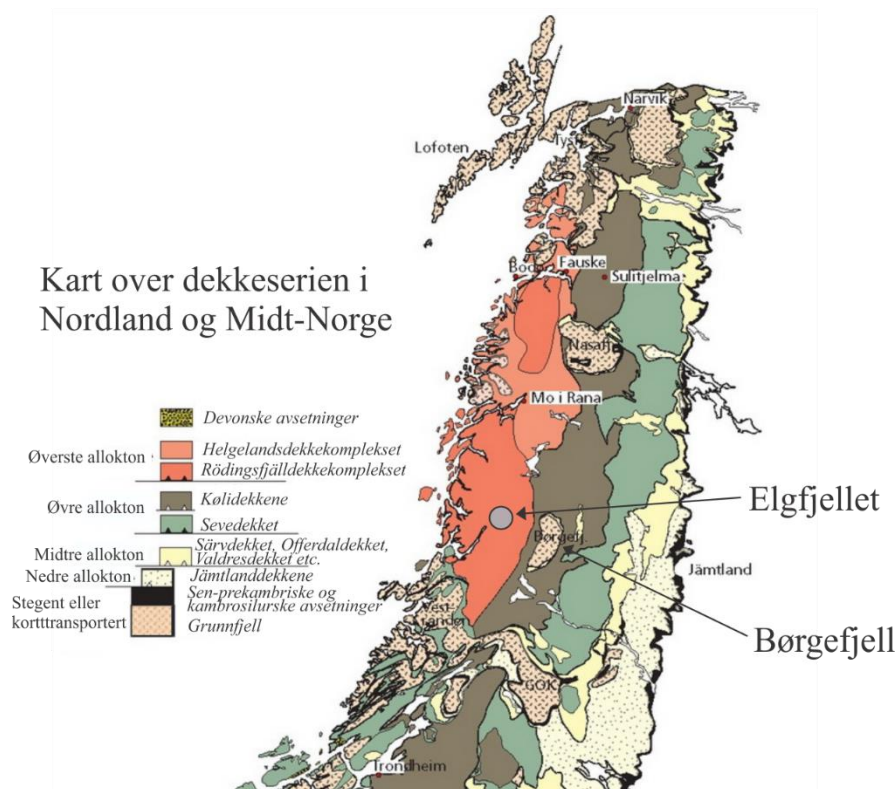 Narvik
Lofoten
Tysf
Kart over dekkeserien i
Nordland og Midt-Norge
Bodø
Fauske
Sulitjelma
Nasafj
Mo i Rana
Devonske avsetninger
Øverste allokton
Helgelandsdekkekomplekset
Rödingsfjälldekkekomplekset
Øvre allokton
Kølidekkene
Sevedekket
Midtre allokton
Särvdekket, Offerdaldekket,
Valdresdekket etc.
Nedre allokton
Jämtlanddekkene
Stegent eller
kortttransportert
Sen-prekambriske og
kambrosilurske avsetninger
Grunnfjell
Elgfjellet
Børgefj.
Jämtland
Børgefjell
Vest
GOK
Trondheim